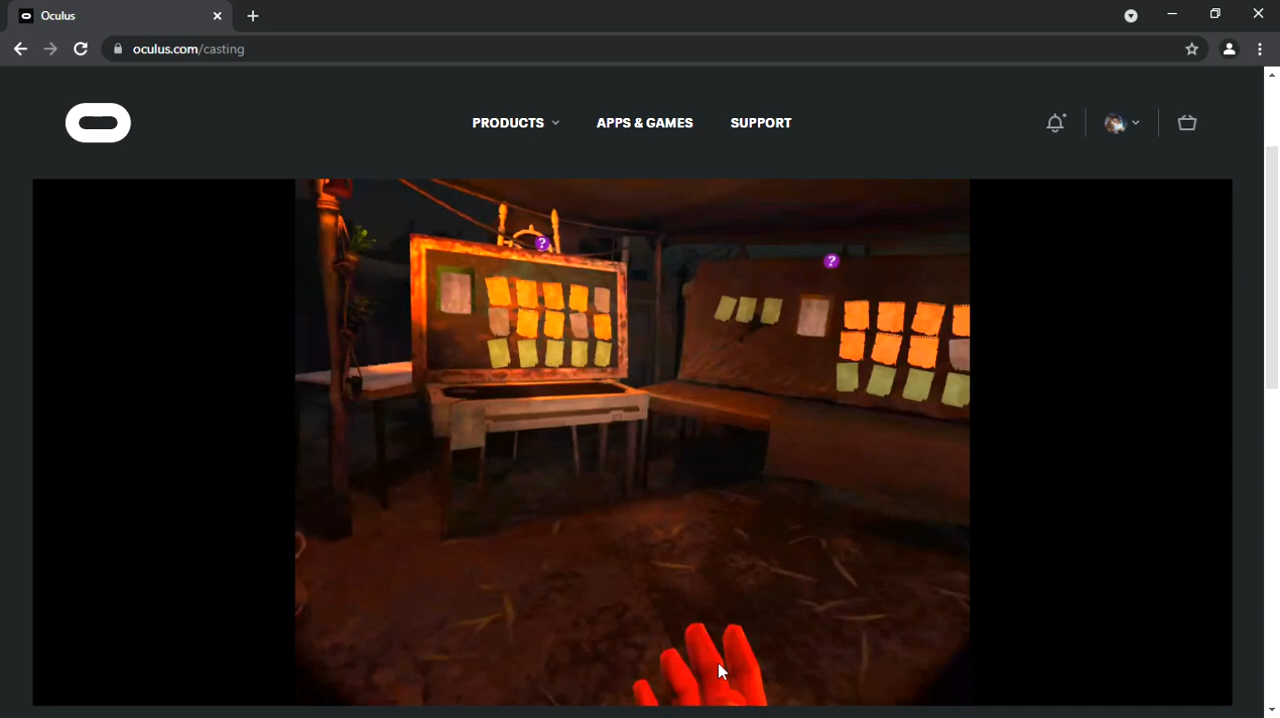 Oculus
oculus.com/casting
PRODUCTS
APPS & GAMES
SUPPORT
?
?